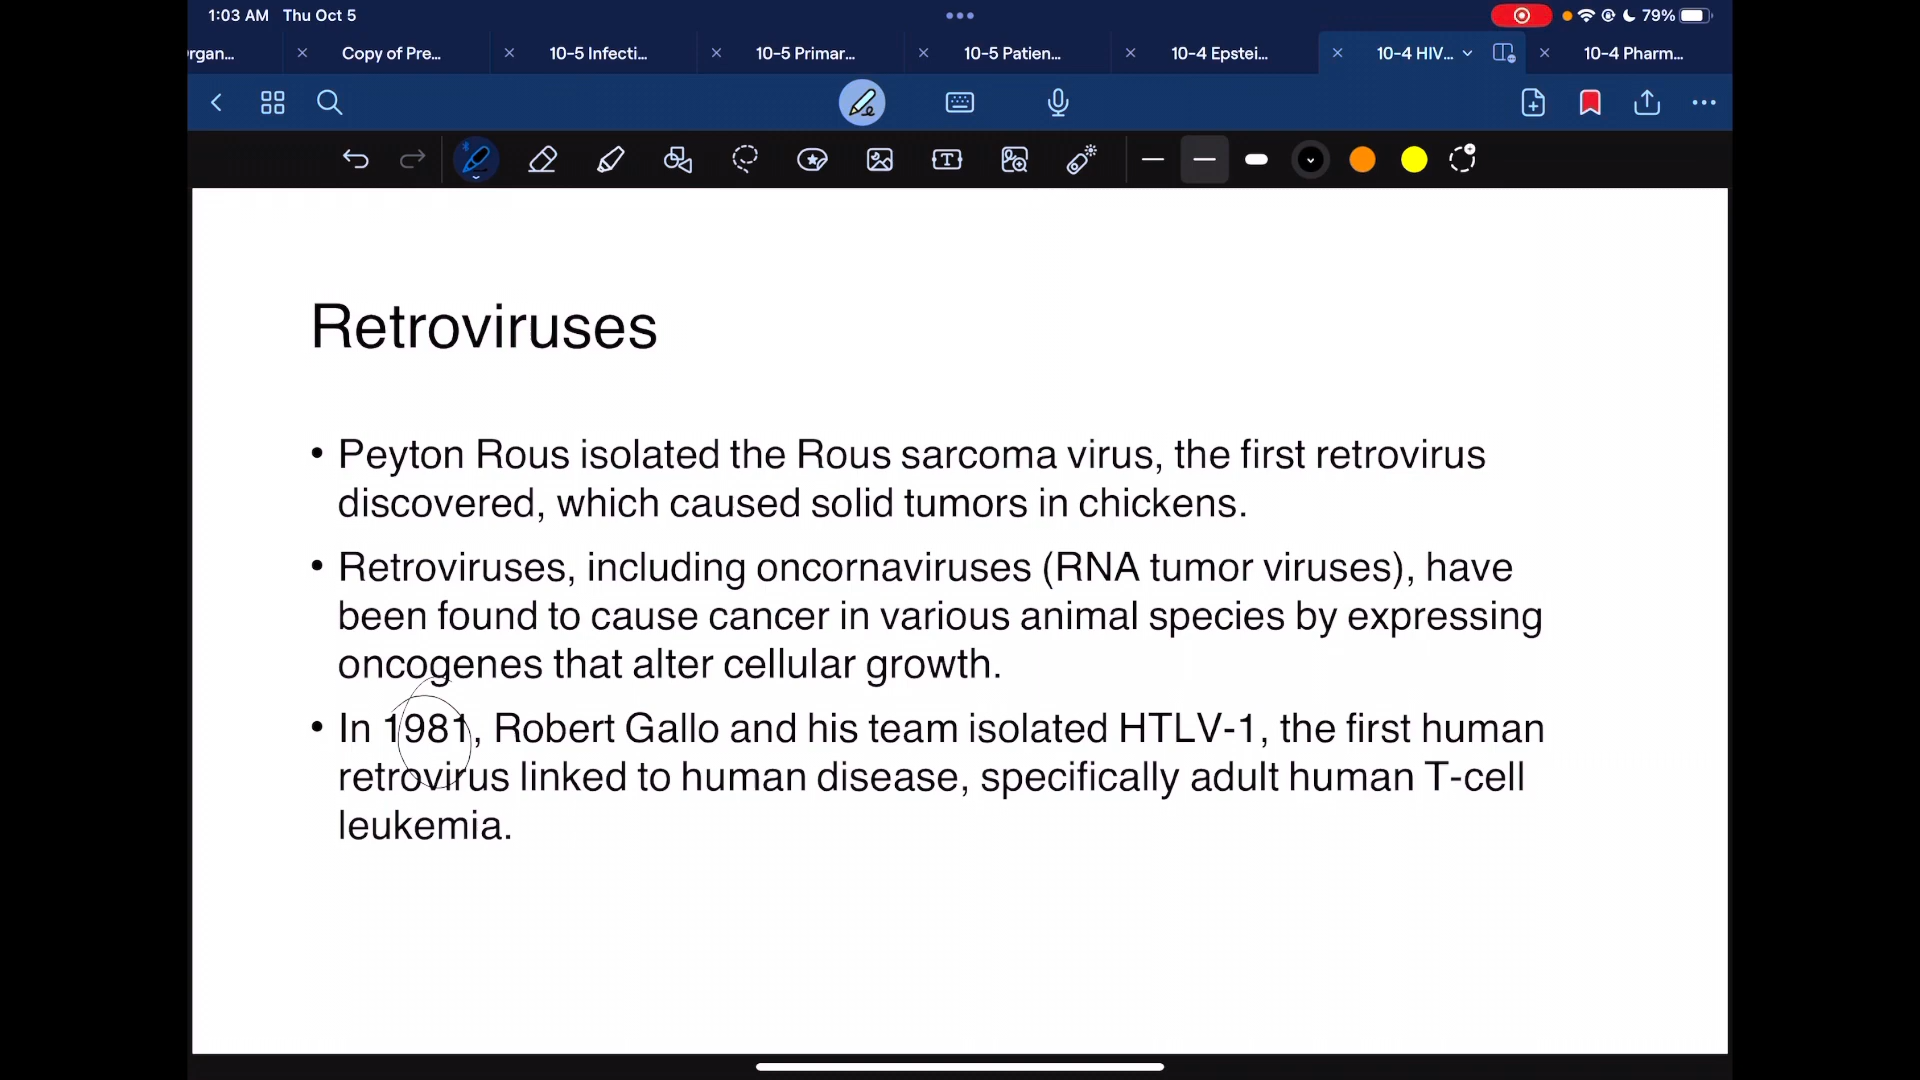 1:03 AM Thu Oct 5
79%
rgan...
Copy of Pre...
10-5 Infecti...
10-5 Primar...
10-5 Patien...
10-4 Epstei...
10-4 HIV...
10-4 Pharm...
Retroviruses
• Peyton Rous isolated the Rous sarcoma virus, the first retrovirus
discovered, which caused solid tumors in chickens.
• Retroviruses, including oncornaviruses (RNA tumor viruses), have
been found to cause cancer in various animal species by expressing
oncogenes that alter cellular growth.
• In 1981, Robert Gallo and his team isolated HTLV-1, the first human
retrovirus linked to human disease, specifically adult human T-cell
leukemia.